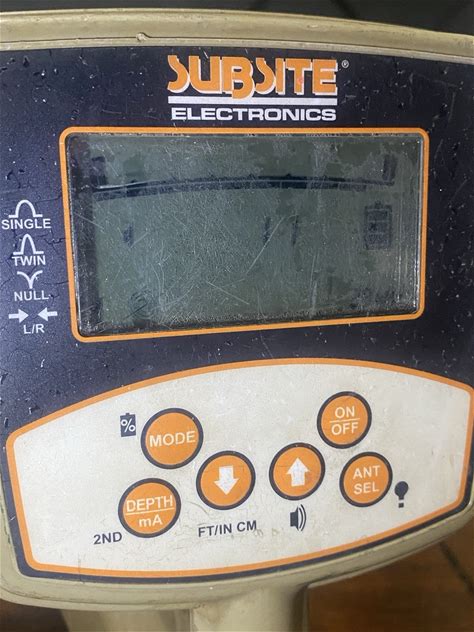 SUBSITE®
ELECTRONICS
SINGLE
TWIN
NULL
L/R
%
MODE
ON
OFF
DEPTH
mA
ANT
SEL
2ND
FT/IN CM